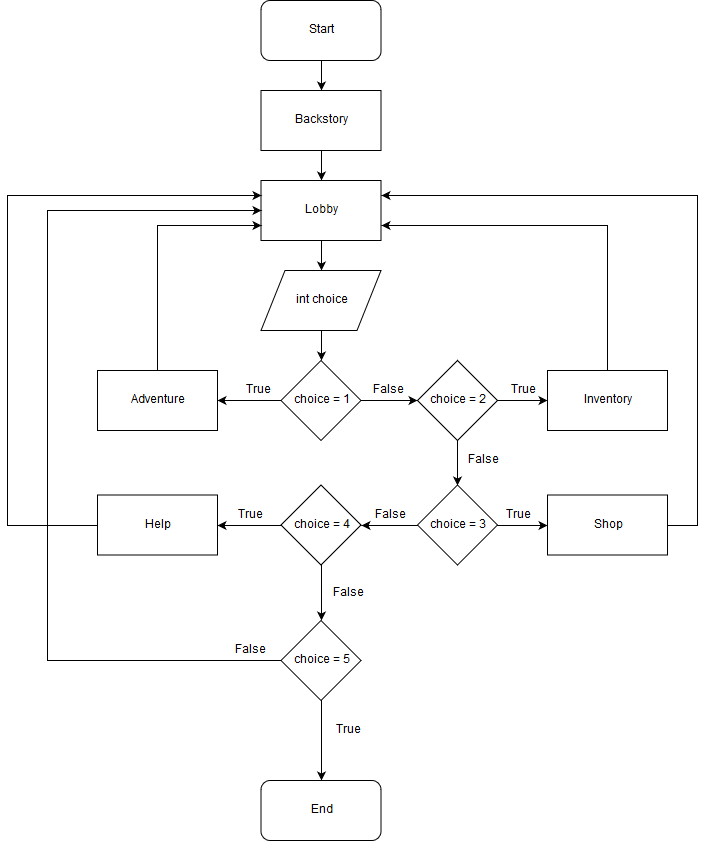 Start
Backstory
Lobby
int choice
Adventure
True
choice = 1
False
choice = 2
True
Inventory
False
Help
True
choice = 4
False
choice = 3
True
Shop
False
False
choice = 5
True
End